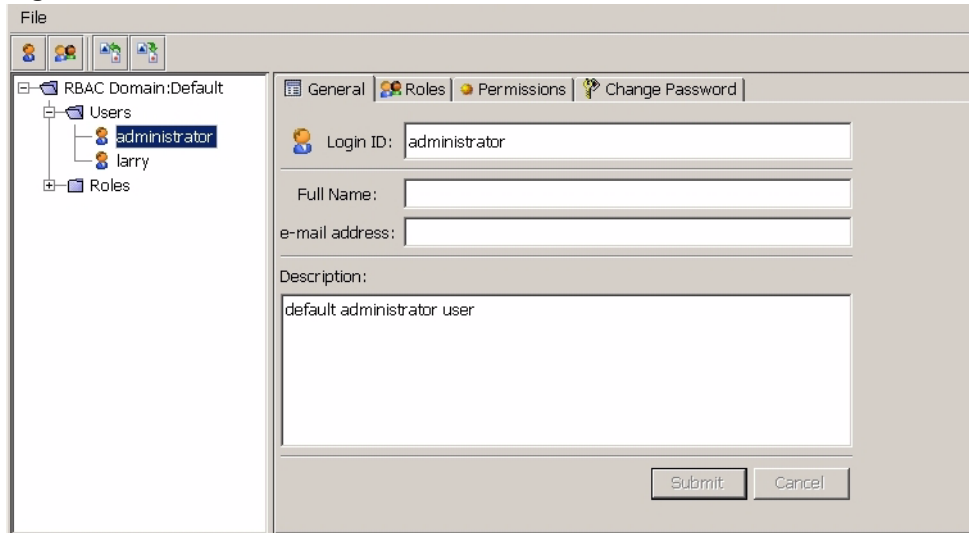 File
RBAC Domain:Default
Users
administrator
larry
Roles
General Roles Permissions Change Password
Login ID: administrator
Full Name:
e-mail address:
Description:
default administrator user
Submit Cancel